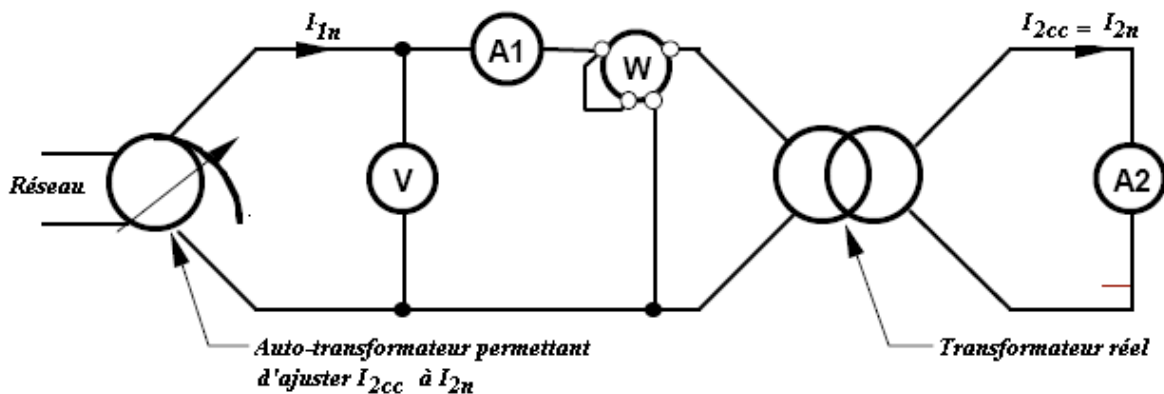 I1n
I2cc = I2n
A1
W
V
A2
Réseau
Auto-transformateur permettant
d'ajuster I2cc à I2n
Transformateur réel